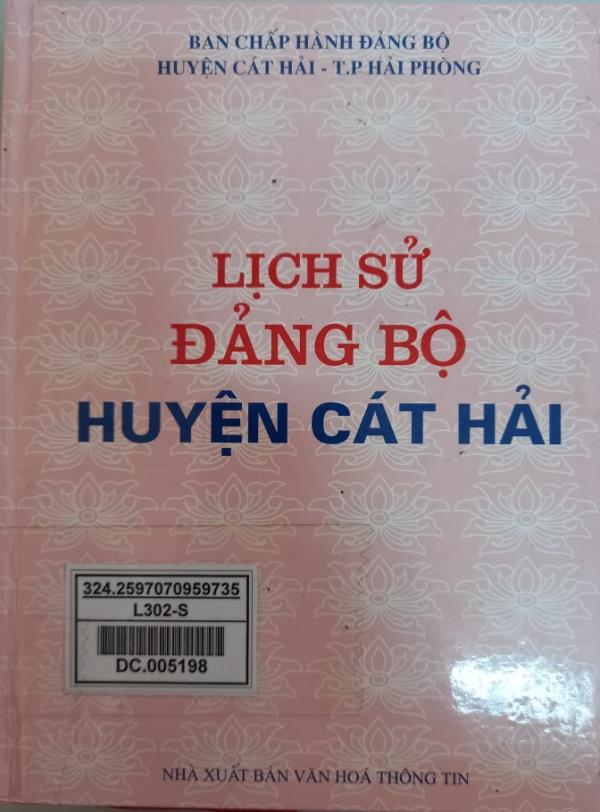 BAN CHẤP HÀNH ĐẢNG BỘ
HUYỆN CÁT HẢI - T.P HẢI PHÒNG
LỊCH SỬ
ĐẢNG BỘ
HUYỆN CÁT HẢI
324.2597070959735
L302-S
DC.005198
NHÀ XUẤT BẢN VĂN HOÁ THÔNG TIN